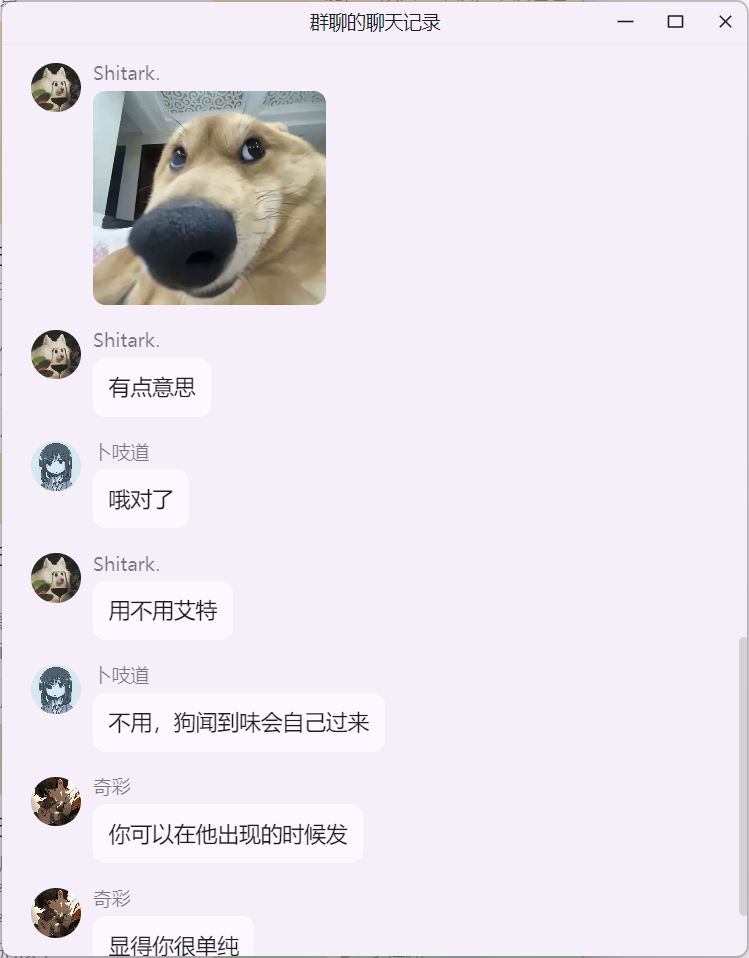 群聊的聊天记录
Shitark.
Shitark.
有点意思
卜吱道
哦对了
Shitark.
用不用艾特
卜吱道
不用，狗闻到味会自己过来
奇彩
你可以在他出现的时候发
奇彩
显得你很单纯